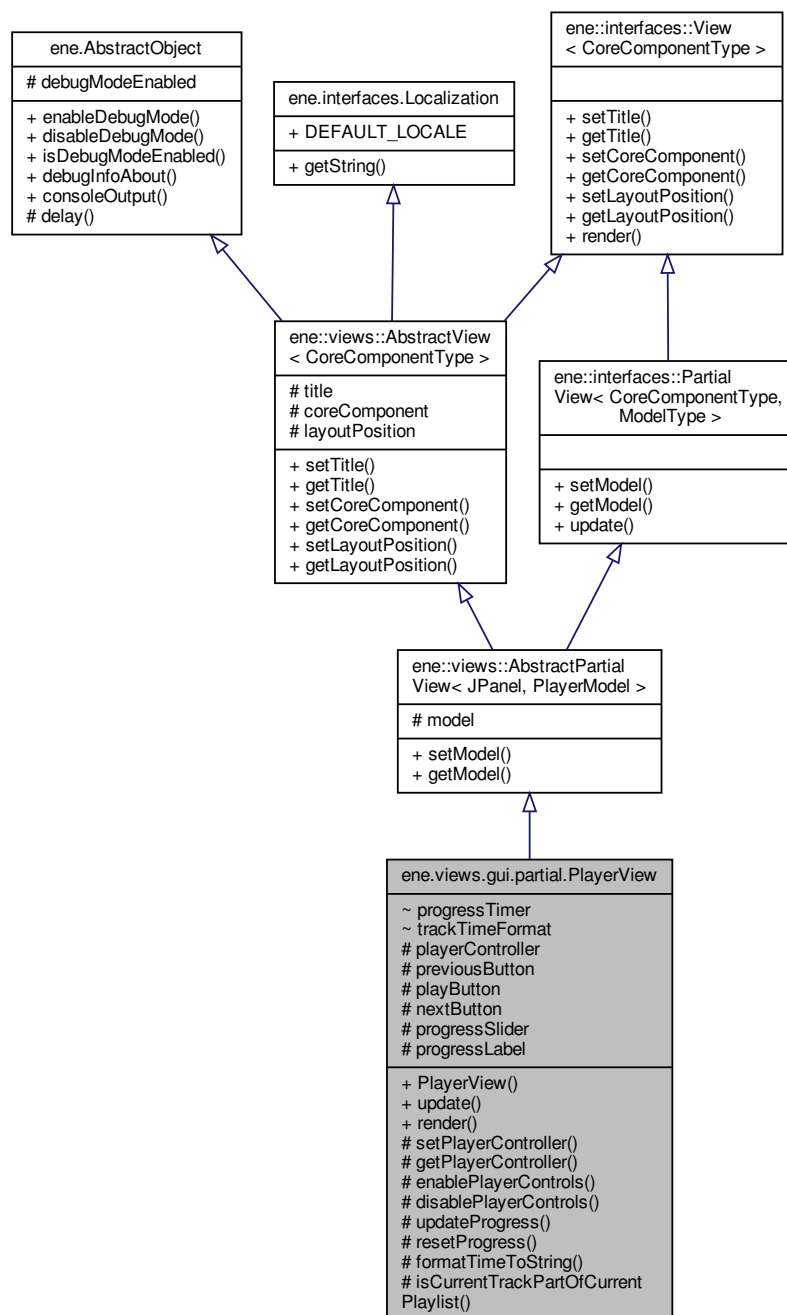 ene.AbstractObject
# debugModeEnabled
+ enableDebugMode()
+ disableDebugMode()
+ isDebugModeEnabled()
+ debugInfoAbout()
+ consoleOutput()
# delay()
ene.interfaces.Localization
+ DEFAULT_LOCALE
+ getString()
ene::interfaces::View
< CoreComponentType >
+ setTitle()
+ getTitle()
+ setCoreComponent()
+ getCoreComponent()
+ setLayoutPosition()
+ getLayoutPosition()
+ render()
ene::views::AbstractView
< CoreComponentType >
# title
# coreComponent
# layoutPosition
+ setTitle()
+ getTitle()
+ setCoreComponent()
+ getCoreComponent()
+ setLayoutPosition()
+ getLayoutPosition()
ene::interfaces::Partial
View< CoreComponentType,
ModelType >
+ setModel()
+ getModel()
+ update()
ene::views::AbstractPartial
View< JPanel, PlayerModel >
# model
+ setModel()
+ getModel()
ene.views.gui.partial.PlayerView
~ progressTimer
~ trackTimeFormat
# playerController
# previousButton
# playButton
# nextButton
# progressSlider
# progressLabel
+ PlayerView()
+ update()
+ render()
# setPlayerController()
# getPlayerController()
# enablePlayerControls()
# disablePlayerControls()
# updateProgress()
# resetProgress()
# formatTimeToString()
# isCurrentTrackPartOfCurrent
Playlist()